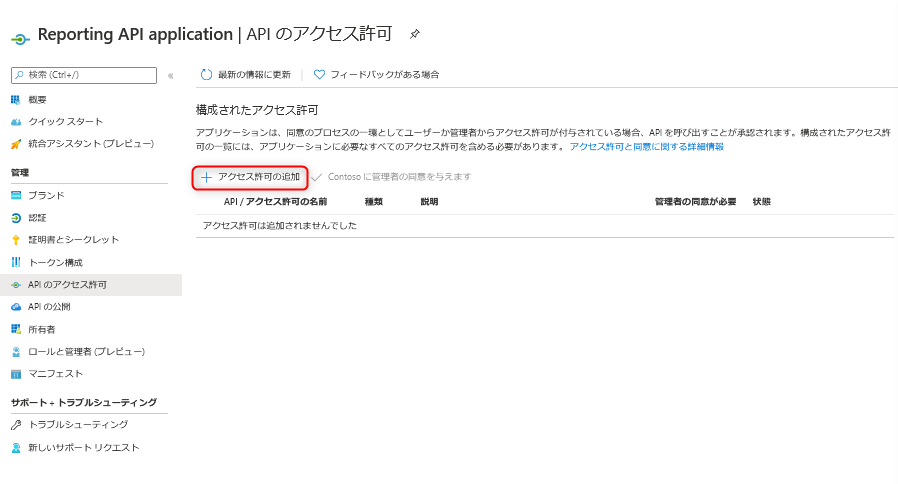 Reporting API application | API のアクセス許可
検索 (Ctrl+/)
«
概要
クイック スタート
統合アシスタント (プレビュー)
管理
ブランド
認証
証明書とシークレット
トークン構成
API のアクセス許可
API の公開
所有者
ロールと管理者 (プレビュー)
マニフェスト
サポート + トラブルシューティング
トラブルシューティング
新しいサポート リクエスト
最新の情報に更新 | フィードバックがある場合
構成されたアクセス許可
アプリケーションは、同意のプロセスの一環としてユーザーか管理者からアクセス許可が付与されている場合、API を呼び出すことが承認されます。構成されたアクセス許
可の一覧には、アプリケーションに必要なすべてのアクセス許可を含める必要があります。 アクセス許可と同意に関する詳細情報
アクセス許可の追加 Contoso に管理者の同意を与えます
API / アクセス許可の名前 種類 説明 管理者の同意が必要 状態
アクセス許可は追加されませんでした